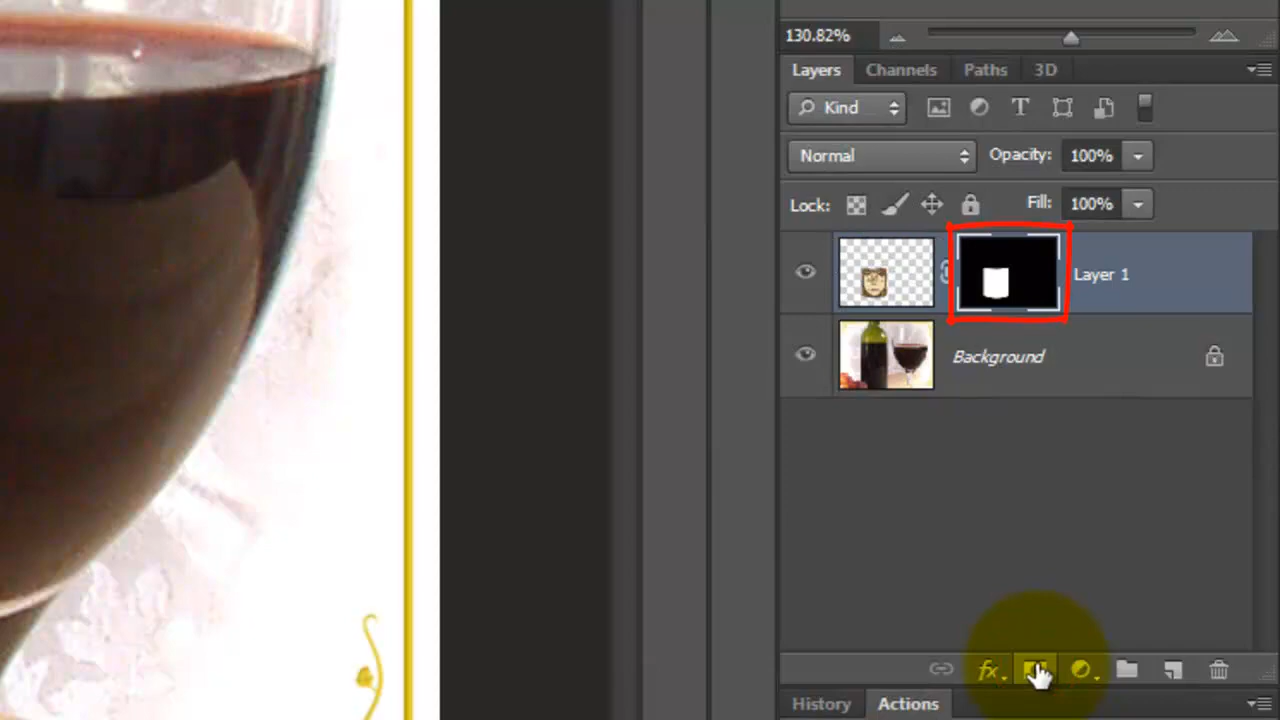 130.82%
Layers Channels Paths 3D
Kind T
Normal Opacity: 100%
Lock: Fill: 100%
Layer 1
Background
fx
History Actions